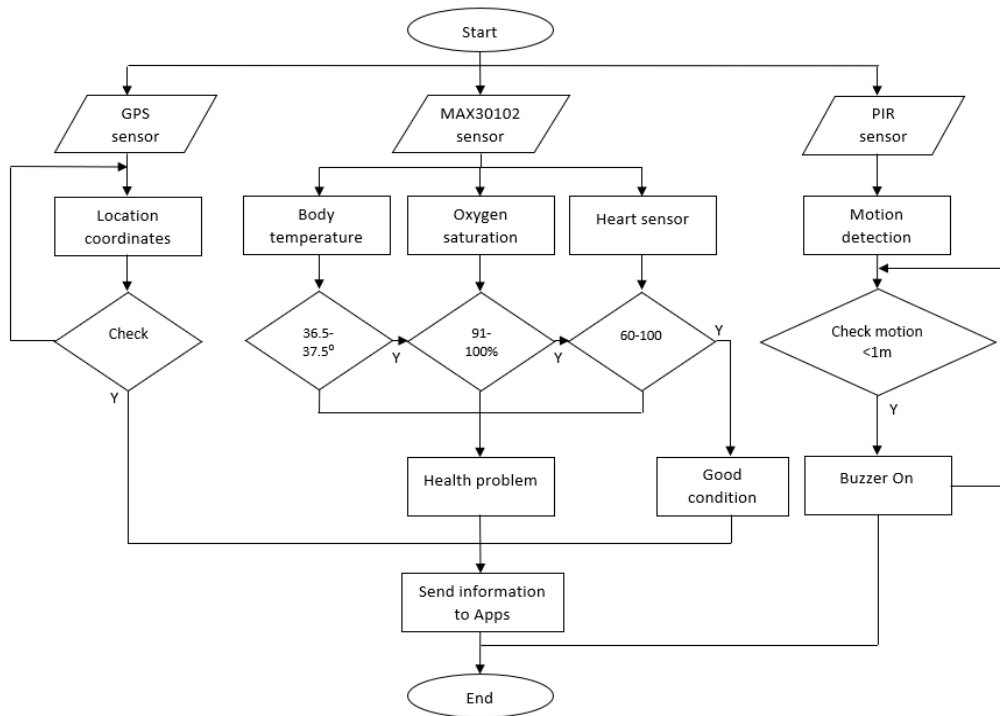 Start
GPS
sensor
MAX30102
sensor
PIR
sensor
Location
coordinates
Body
temperature
Oxygen
saturation
Heart sensor
Motion
detection
Check
36.5-
37.5⁰
Y
91-
100%
Y
60-100
Y
Check motion
<1m
Y
Y
Health problem
Good
condition
Buzzer On
Send information
to Apps
End